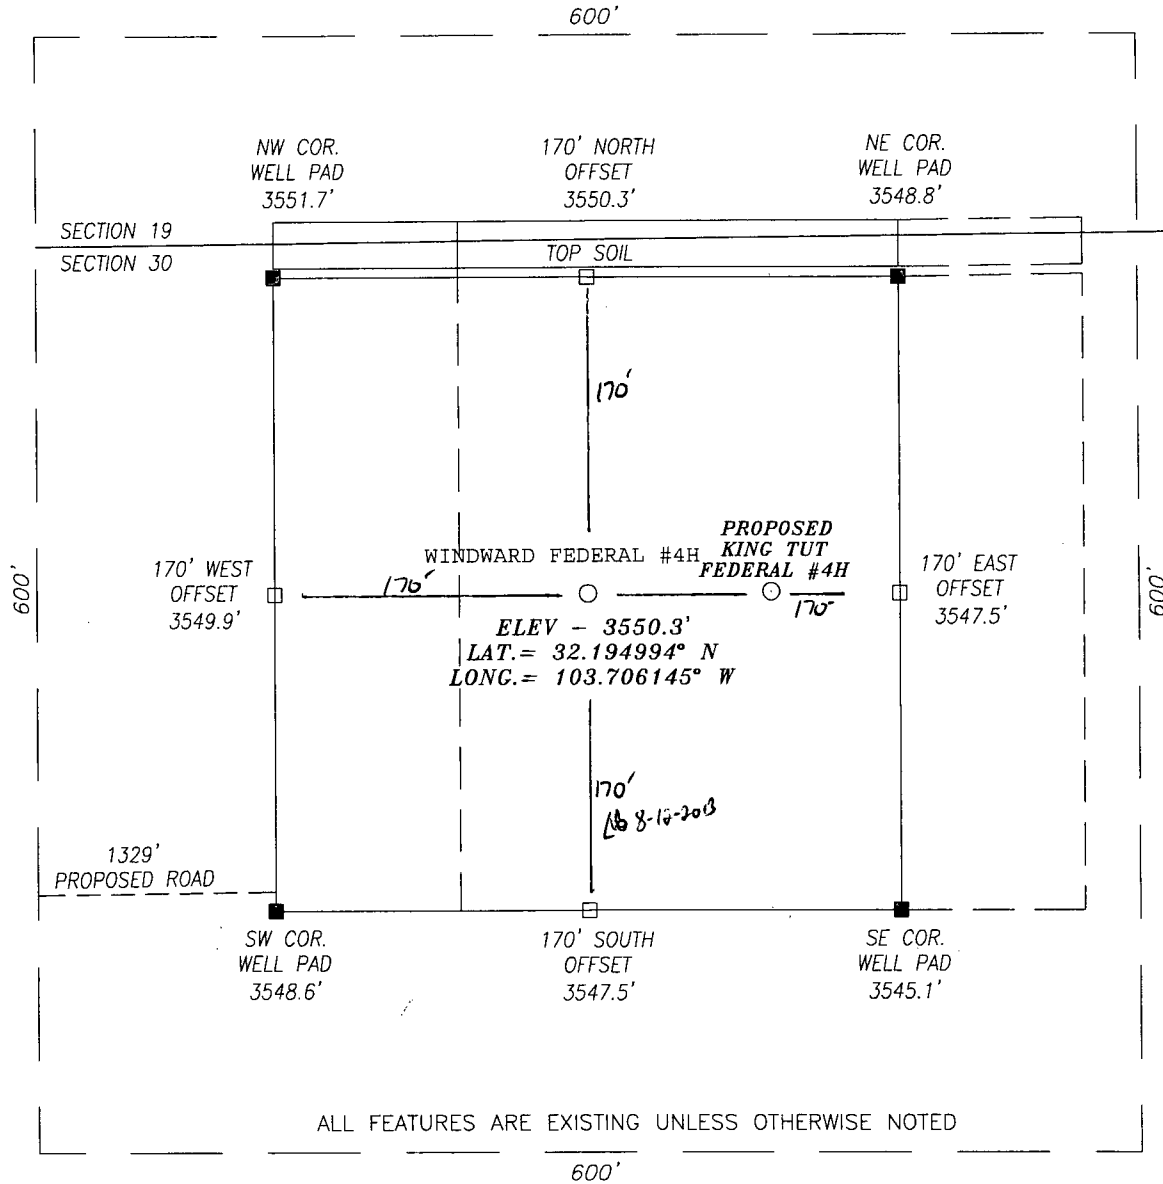 600'
NW COR.
WELL PAD
3551.7'
170' NORTH
OFFSET
3550.3'
NE COR.
WELL PAD
3548.8'
SECTION 19
SECTION 30
TOP SOIL
170'
WINDWARD FEDERAL #4H
PROPOSED
KING TUT
FEDERAL #4H
170' WEST
OFFSET
3549.9'
170'
170'
170' EAST
OFFSET
3547.5'
600'
600'
ELEV - 3550.3'
LAT.= 32.194994° N
LONG.= 103.706145° W
170'
8-12-2013
1329'
PROPOSED ROAD
SW COR.
WELL PAD
3548.6'
170' SOUTH
OFFSET
3547.5'
SE COR.
WELL PAD
3545.1'
ALL FEATURES ARE EXISTING UNLESS OTHERWISE NOTED
600'